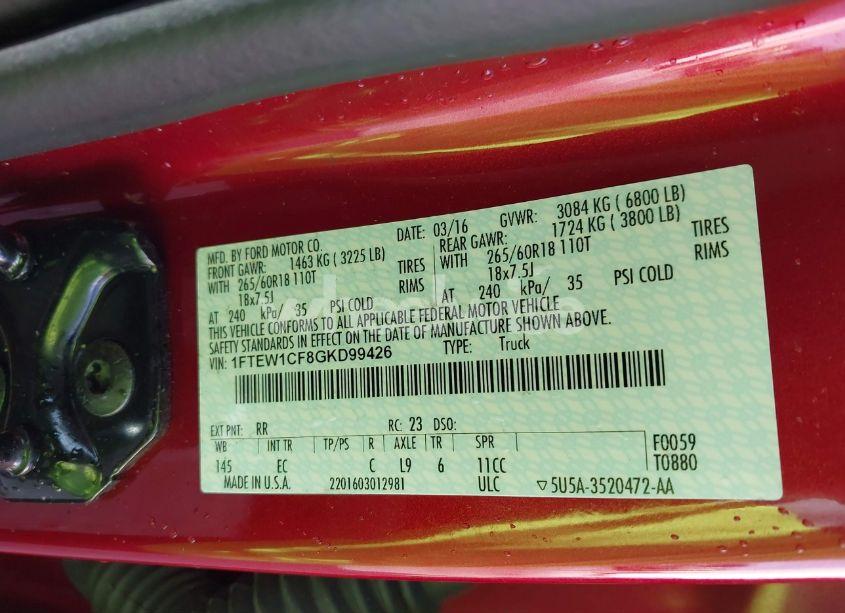 MFD. BY FORD MOTOR CO.
DATE: 03/16 GVWR: 3084 KG ( 6800 LB)
FRONT GAWR: 1463 KG ( 3225 LB) REAR GAWR: 1724 KG ( 3800 LB)
WITH 265/60R18 110T TIRES WITH 265/60R18 110T TIRES
18x7.5J RIMS 18x7.5J RIMS
AT 240 kPa/ 35 PSI COLD AT 240 kPa/ 35 PSI COLD
THIS VEHICLE CONFORMS TO ALL APPLICABLE FEDERAL MOTOR VEHICLE
SAFETY STANDARDS IN EFFECT ON THE DATE OF MANUFACTURE SHOWN ABOVE.
VIN: 1FTEW1CF8GKD99426 TYPE: Truck
EXT PNT: RR RC: 23 DSO:
WB INT TR TP/PS R AXLE TR SPR F0059
145 EC C L9 6 11CC T0880
MADE IN U.S.A. 2201603012981 ULC ▽5U5A-3520472-AA